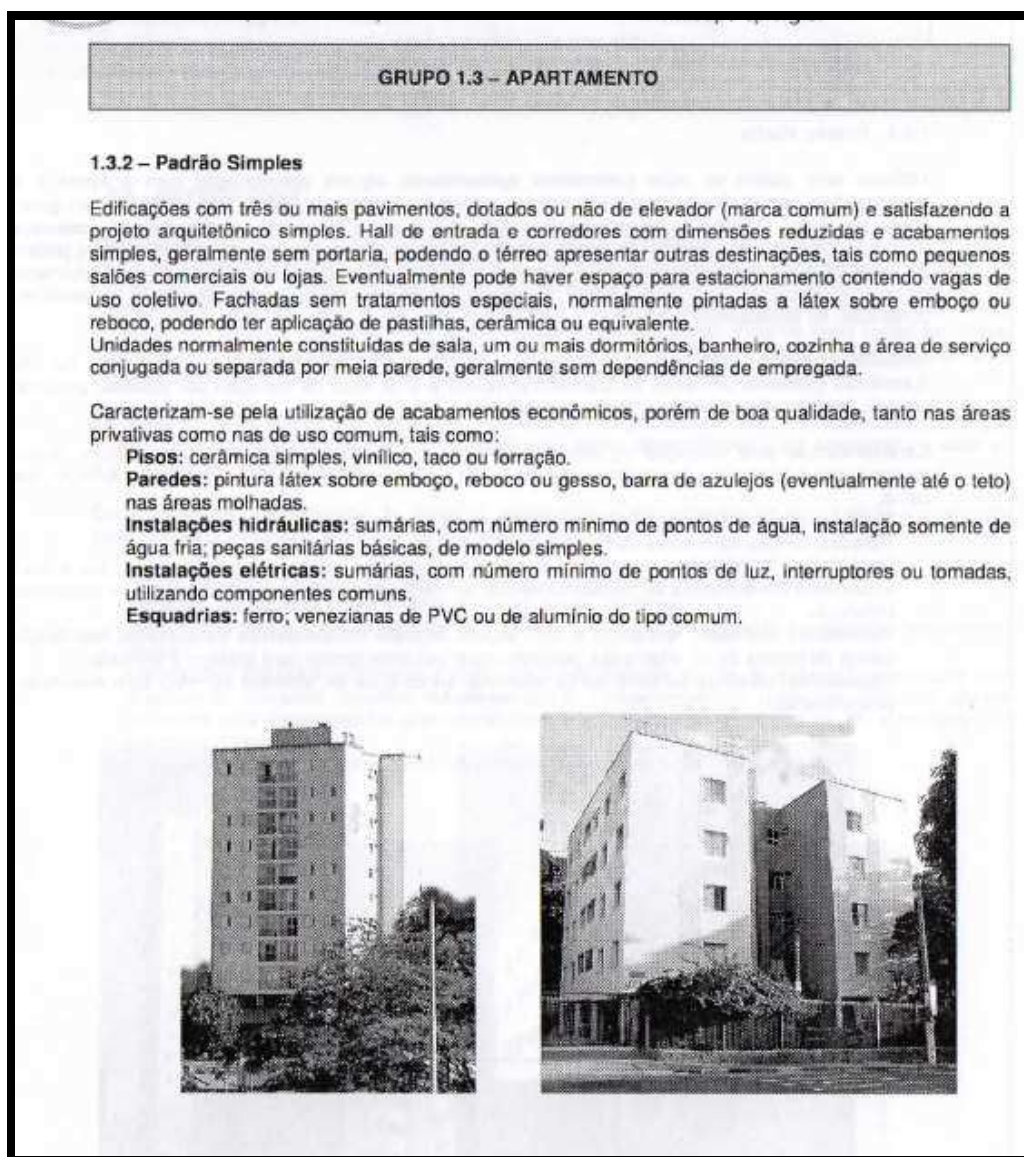 GRUPO 1.3 – APARTAMENTO
1.3.2 – Padrão Simples
Edificações com três ou mais pavimentos, dotados ou não de elevador (marca comum) e satisfazendo a
projeto arquitetônico simples. Hall de entrada e corredores com dimensões reduzidas e acabamentos
simples, geralmente sem portaria, podendo o térreo apresentar outras destinações, tais como pequenos
salões comerciais ou lojas. Eventualmente pode haver espaço para estacionamento contendo vagas de
uso coletivo. Fachadas sem tratamentos especiais, normalmente pintadas a látex sobre emboço ou
reboco, podendo ter aplicação de pastilhas, cerâmica ou equivalente.
Unidades normalmente constituídas de sala, um ou mais dormitórios, banheiro, cozinha e área de serviço
conjugada ou separada por meia parede, geralmente sem dependências de empregada.
Caracterizam-se pela utilização de acabamentos econômicos, porém de boa qualidade, tanto nas áreas
privativas como nas de uso comum, tais como:
Pisos: cerâmica simples, vinílico, taco ou forração.
Paredes: pintura látex sobre emboço, reboco ou gesso, barra de azulejos (eventualmente até o teto)
nas áreas molhadas.
Instalações hidráulicas: sumárias, com número mínimo de pontos de água, instalação somente de
água fria; peças sanitárias básicas, de modelo simples.
Instalações elétricas: sumárias, com número mínimo de pontos de luz, interruptores ou tomadas,
utilizando componentes comuns.
Esquadrias: ferro; venezianas de PVC ou de alumínio do tipo comum.